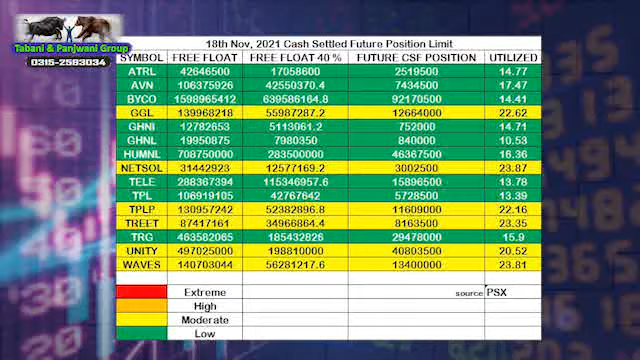 Tabani & Panjwani Group
0315-2583034
18th Nov, 2021 Cash Settled Future Position Limit
SYMBOL FREE FLOAT FREE FLOAT 40 % FUTURE CSF POSITION UTILIZED
ATRL 42646500 17058600 2519500 14.77
AVN 106375926 42550370.4 7434500 17.47
BYCO 1598965412 639586164.8 92170500 14.41
GGL 139968218 55987287.2 12664000 22.62
GHNI 12782653 5113061.2 752000 14.71
GHNL 19950875 7980350 840000 10.53
HUMNL 708750000 283500000 46367500 16.36
NETSOL 31442923 12577169.2 3002500 23.87
TELE 288367394 115346957.6 15896500 13.78
TPL 106919105 42767642 5728500 13.39
TPLP 130957242 52382896.8 11609000 22.16
TREET 87417161 34966864.4 8163500 23.35
TRG 463582065 185432826 29478000 15.9
UNITY 497025000 198810000 40803500 20.52
WAVES 140703044 56281217.6 13400000 23.81
Extreme source PSX
High
Moderate
Low